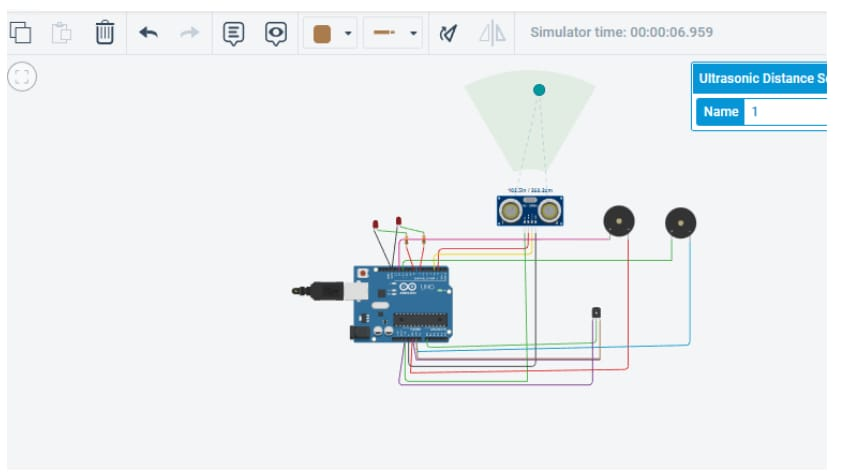 Simulator time: 00:00:06.959
Ultrasonic Distance Se
Name 1
UNO